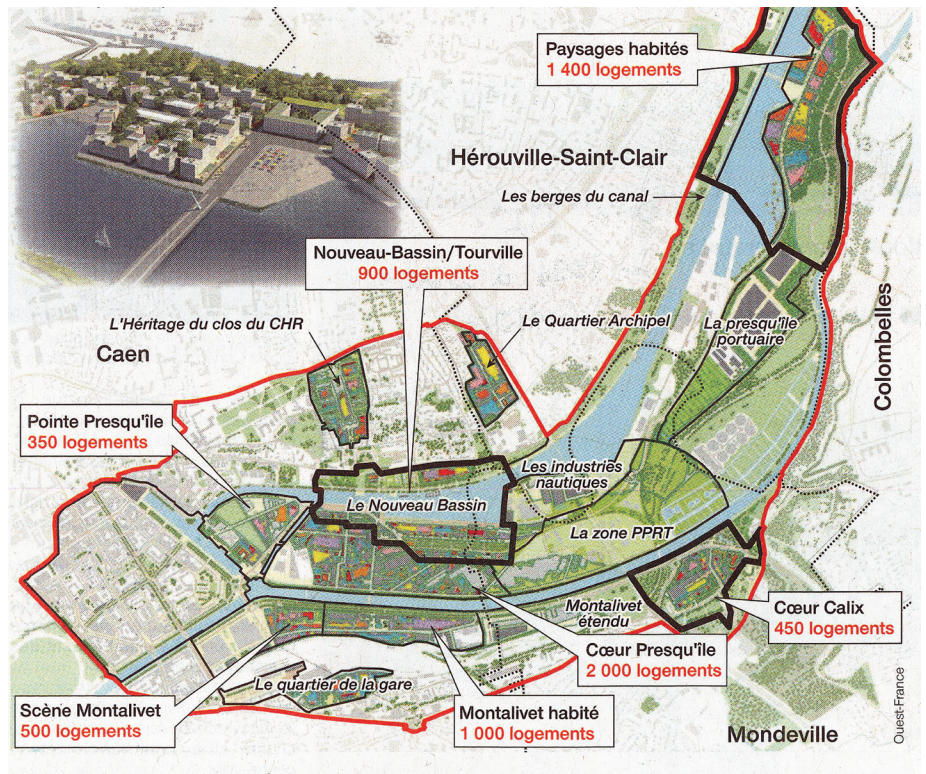 Paysages habités
1 400 logements
Hérouville-Saint-Clair
Les berges du canal
Nouveau-Bassin/Tourville
900 logements
L'Héritage du clos du CHR
Le Quartier Archipel
La presqu'île
portuaire
Caen
Colombelles
Pointe Presqu'île
350 logements
Les industries
nautiques
Le Nouveau Bassin
La zone PPRT
Montalivet
étendu
Cœur Calix
450 logements
Cœur Presqu'île
2 000 logements
Le quartier de la gare
Scène Montalivet
500 logements
Montalivet habité
1 000 logements
Mondeville
Ouest-France